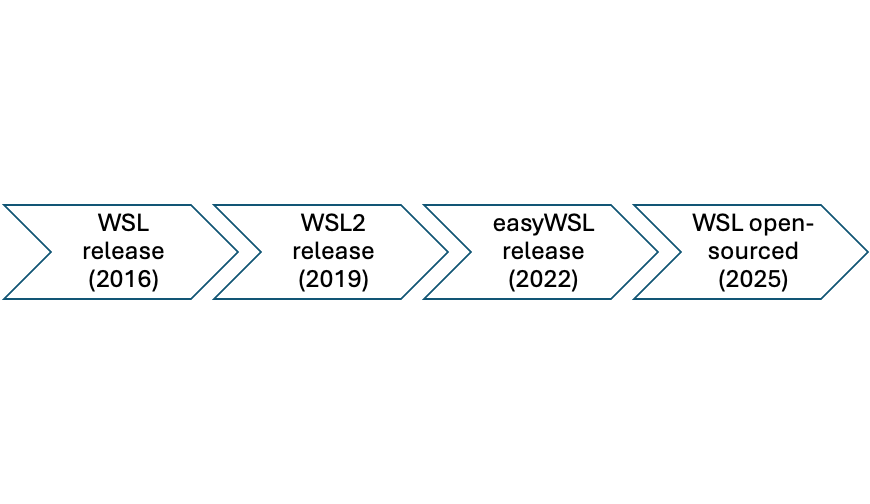 WSL
release
(2016)
WSL2
release
(2019)
easyWSL
release
(2022)
WSL open-
sourced
(2025)